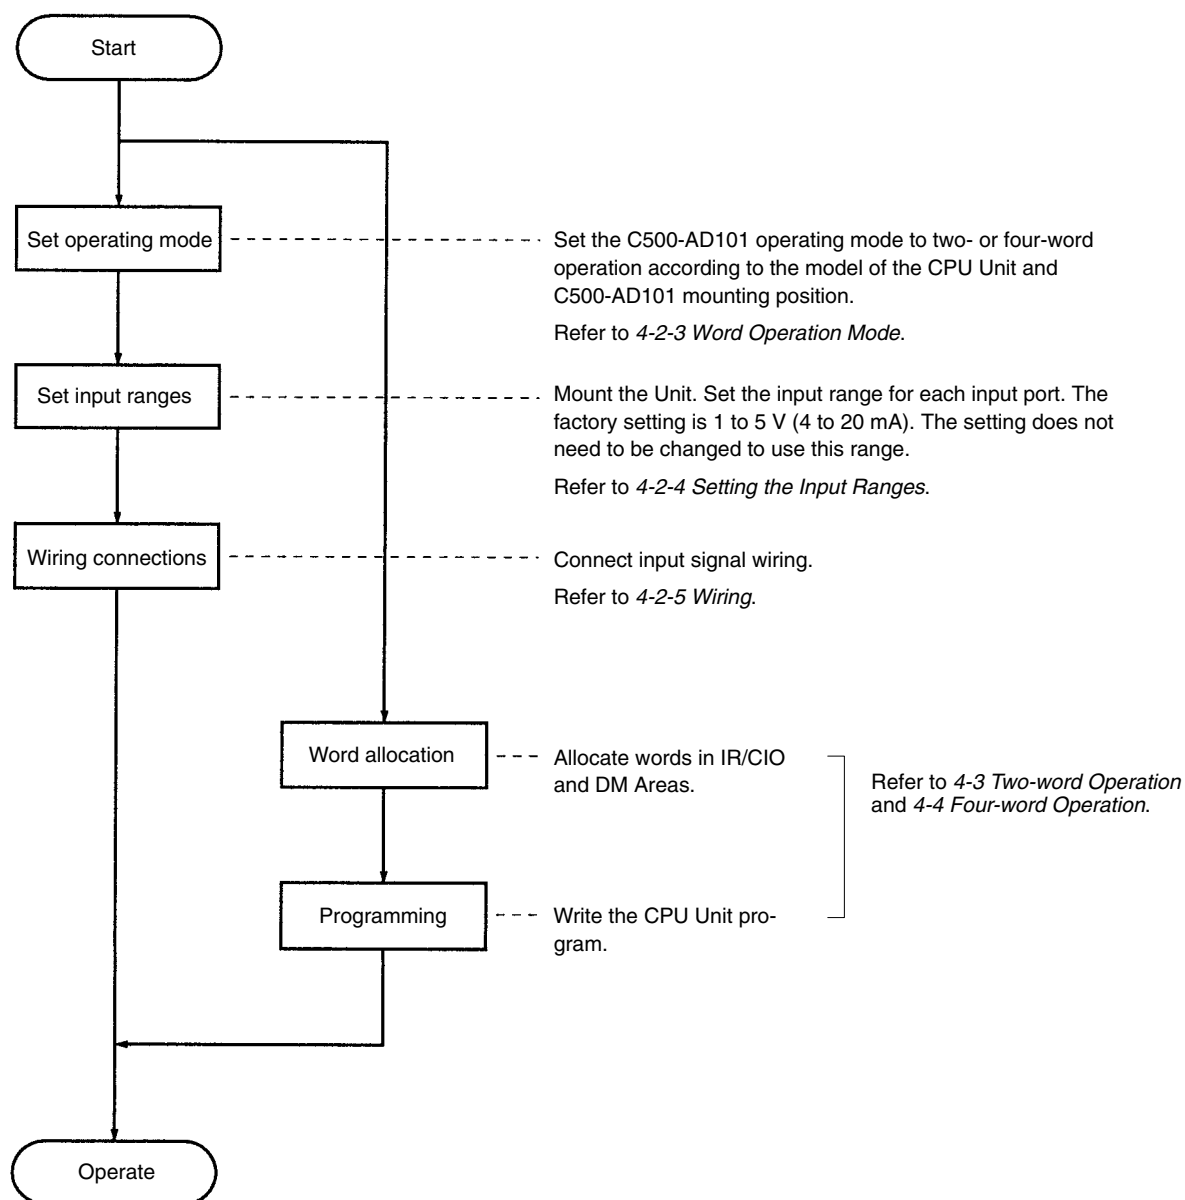 Start
Set operating mode
Set the C500-AD101 operating mode to two- or four-word
operation according to the model of the CPU Unit and
C500-AD101 mounting position.
Refer to 4-2-3 Word Operation Mode.
Set input ranges
Mount the Unit. Set the input range for each input port. The
factory setting is 1 to 5 V (4 to 20 mA). The setting does not
need to be changed to use this range.
Refer to 4-2-4 Setting the Input Ranges.
Wiring connections
Connect input signal wiring.
Refer to 4-2-5 Wiring.
Word allocation
Allocate words in IR/CIO
and DM Areas.
Refer to 4-3 Two-word Operation
and 4-4 Four-word Operation.
Programming
Write the CPU Unit pro-
gram.
Operate